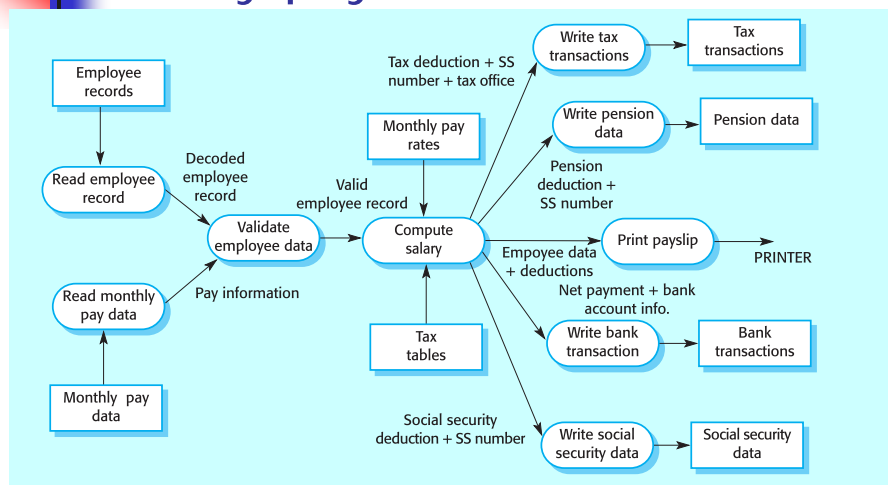 Employee
records
Read employee
record
Decoded
employee
record
Validate
employee data
Read monthly
pay data
Pay information
Monthly pay
data
Valid
employee record
Monthly pay
rates
Compute
salary
Tax
tables
Tax deduction + SS
number + tax office
Write tax
transactions
Tax
transactions
Write pension
data
Pension data
Pension
deduction +
SS number
Print payslip
PRINTER
Empoyee data
+ deductions
Net payment + bank
account info.
Write bank
transaction
Bank
transactions
Social security
deduction + SS number
Write social
security data
Social security
data